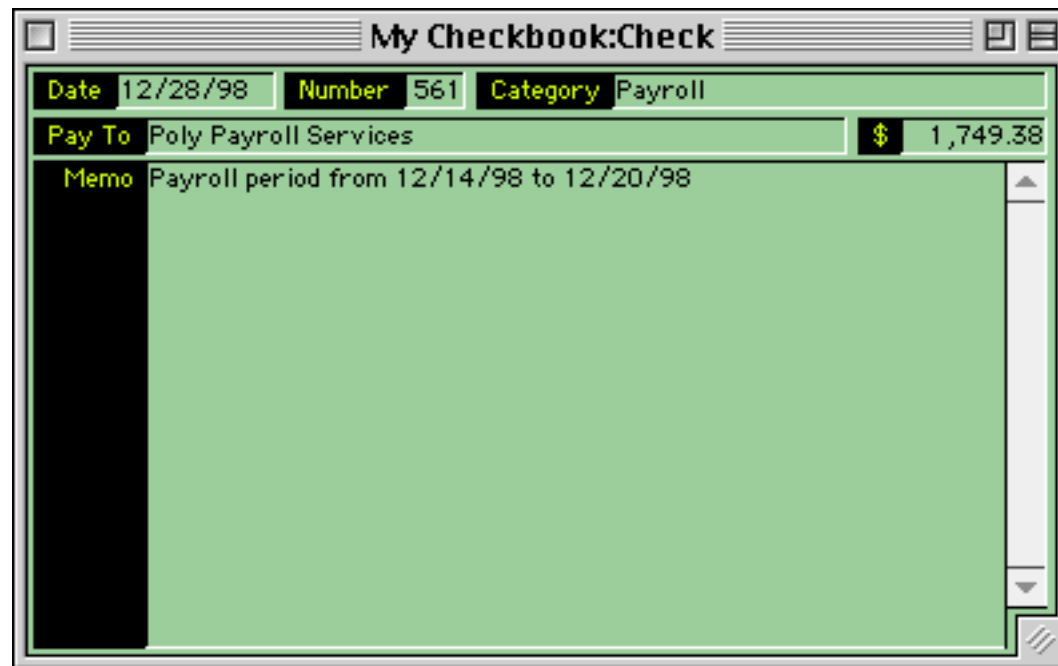 My Checkbook:Check
Date 12/28/98 Number 561 Category Payroll
Pay To Poly Payroll Services $ 1,749.38
Memo Payroll period from 12/14/98 to 12/20/98